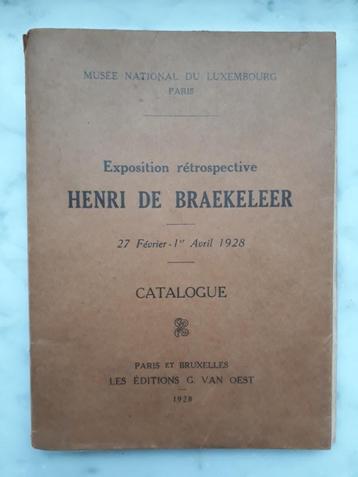 MUSÉE NATIONAL DU LUXEMBOURG
PARIS
Exposition rétrospective
HENRI DE BRAEKELEER
27 Février - 1er Avril 1928
CATALOGUE
PARIS ET BRUXELLES
LES ÉDITIONS G. VAN OEST
1928